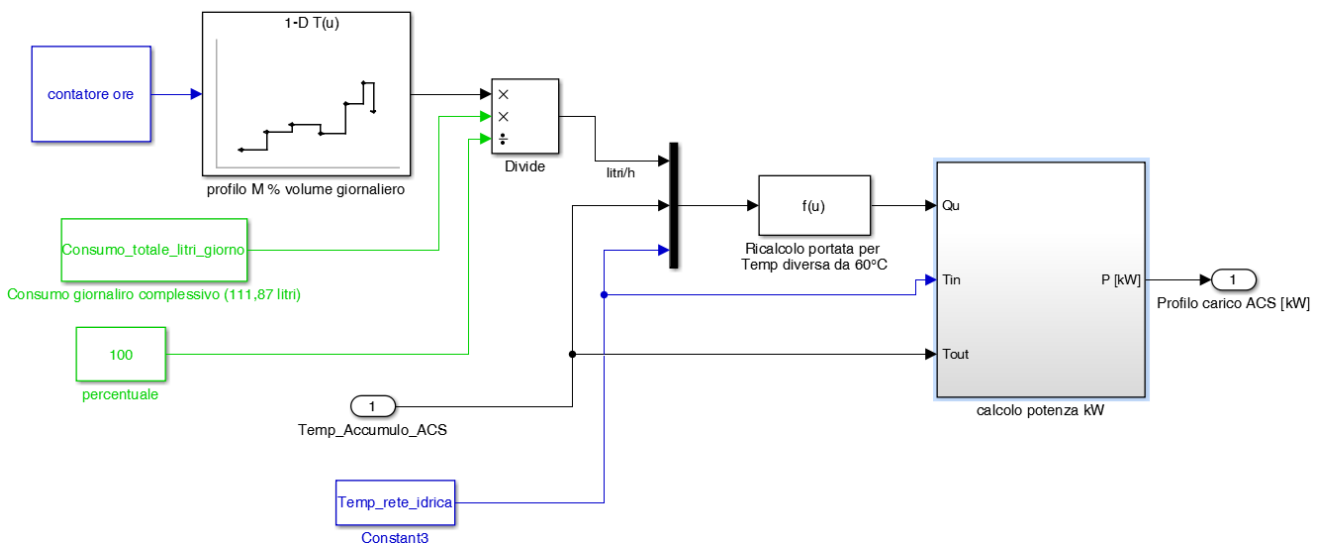 1-D T(u)
contatore ore
profilo M % volume giornaliero
×
×
÷
Divide
litri/h
Consumo_totale_litri_giorno
Consumo giornaliro complessivo (111,87 litri)
100
percentuale
1
Temp_Accumulo_ACS
Temp_rete_idrica
Constant3
f(u)
Ricalcolo portata per
Temp diversa da 60°C
Qu
Tin
Tout
P [kW]
calcolo potenza kW
1
Profilo carico ACS [kW]